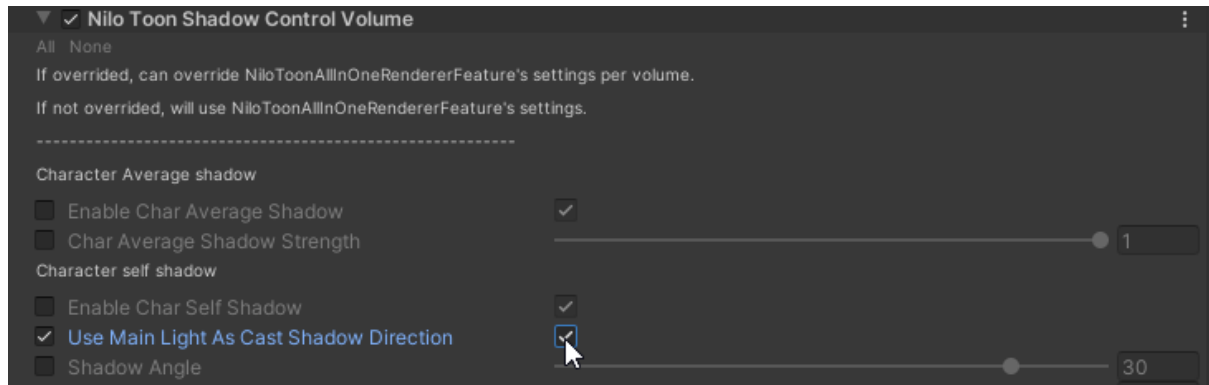 Nilo Toon Shadow Control Volume
All None
If overrided, can override NiloToonAllInOneRendererFeature's settings per volume.
If not overrided, will use NiloToonAllInOneRendererFeature's settings.
----------------------------------------------------------
Character Average shadow
Enable Char Average Shadow
Char Average Shadow Strength 1
Character self shadow
Enable Char Self Shadow
Use Main Light As Cast Shadow Direction
Shadow Angle 30